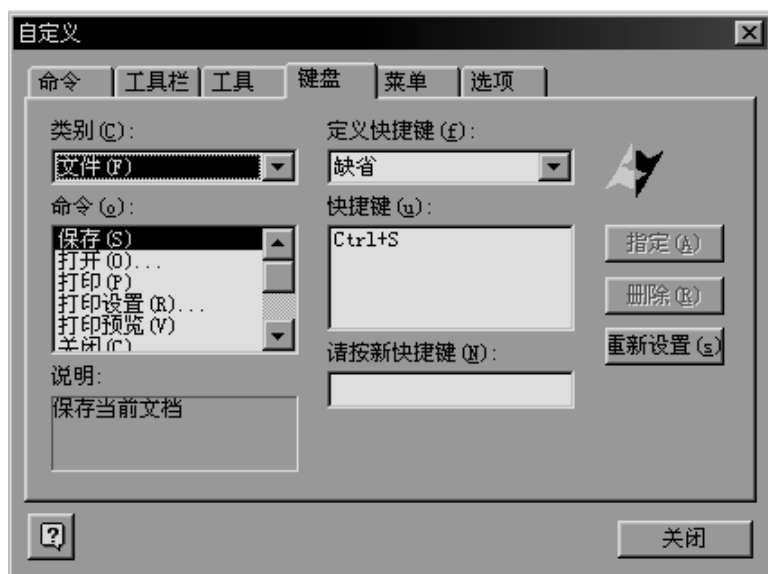 自定义
命令 工具栏 工具 键盘 菜单 选项
类别(C):
文件(F)
命令(o):
保存(S)
打开(O)...
打印(P)
打印设置(R)...
打印预览(V)
关闭(C)
说明:
保存当前文档
定义快捷键(f):
缺省
快捷键(u):
Ctrl+S
请按新快捷键(N):
指定(A)
删除(R)
重新设置(s)
关闭